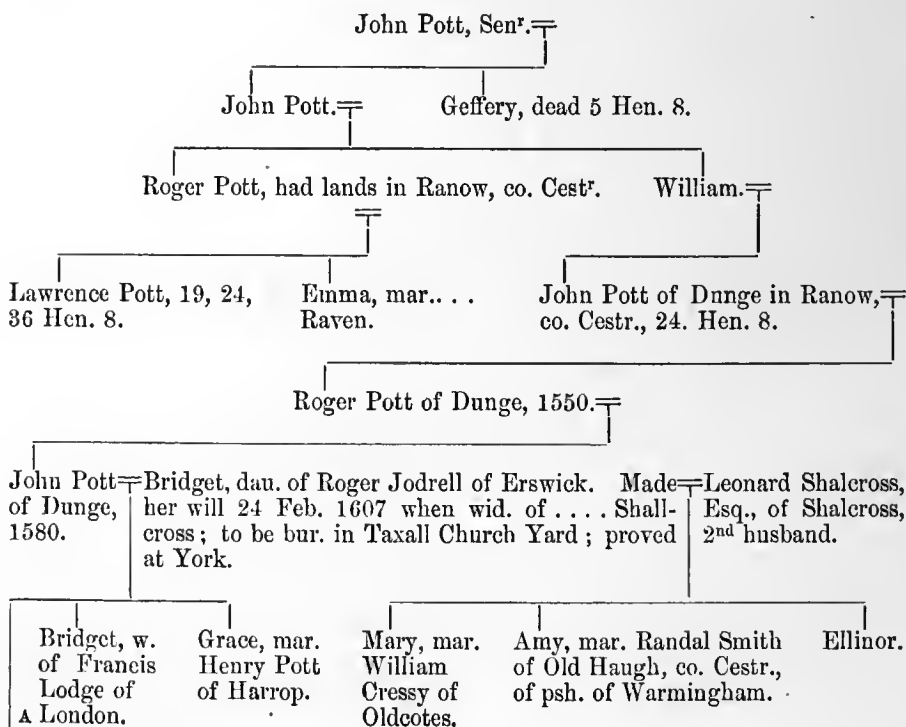 John Pott, Senʳ.
John Pott. Geffery, dead 5 Hen. 8.
Roger Pott, had lands in Ranow, co. Cestʳ. William.
Lawrence Pott, 19, 24,
36 Hen. 8.
Emma, mar. . . .
Raven.
John Pott of Dunge in Ranow,
co. Cestr., 24. Hen. 8.
Roger Pott of Dunge, 1550.
John Pott
of Dunge,
1580.
Bridget, dau. of Roger Jodrell of Erswick. Made
her will 24 Feb. 1607 when wid. of . . . . Shall-
cross; to be bur. in Taxall Church Yard; proved
at York.
Leonard Shalcross,
Esq., of Shalcross,
2ⁿᵈ husband.
A
Bridget, w.
of Francis
Lodge of
London.
Grace, mar.
Henry Pott
of Harrop.
Mary, mar.
William
Cressy of
Oldcotes.
Amy, mar. Randal Smith
of Old Haugh, co. Cestr.,
of psh. of Warmingham.
Ellinor.